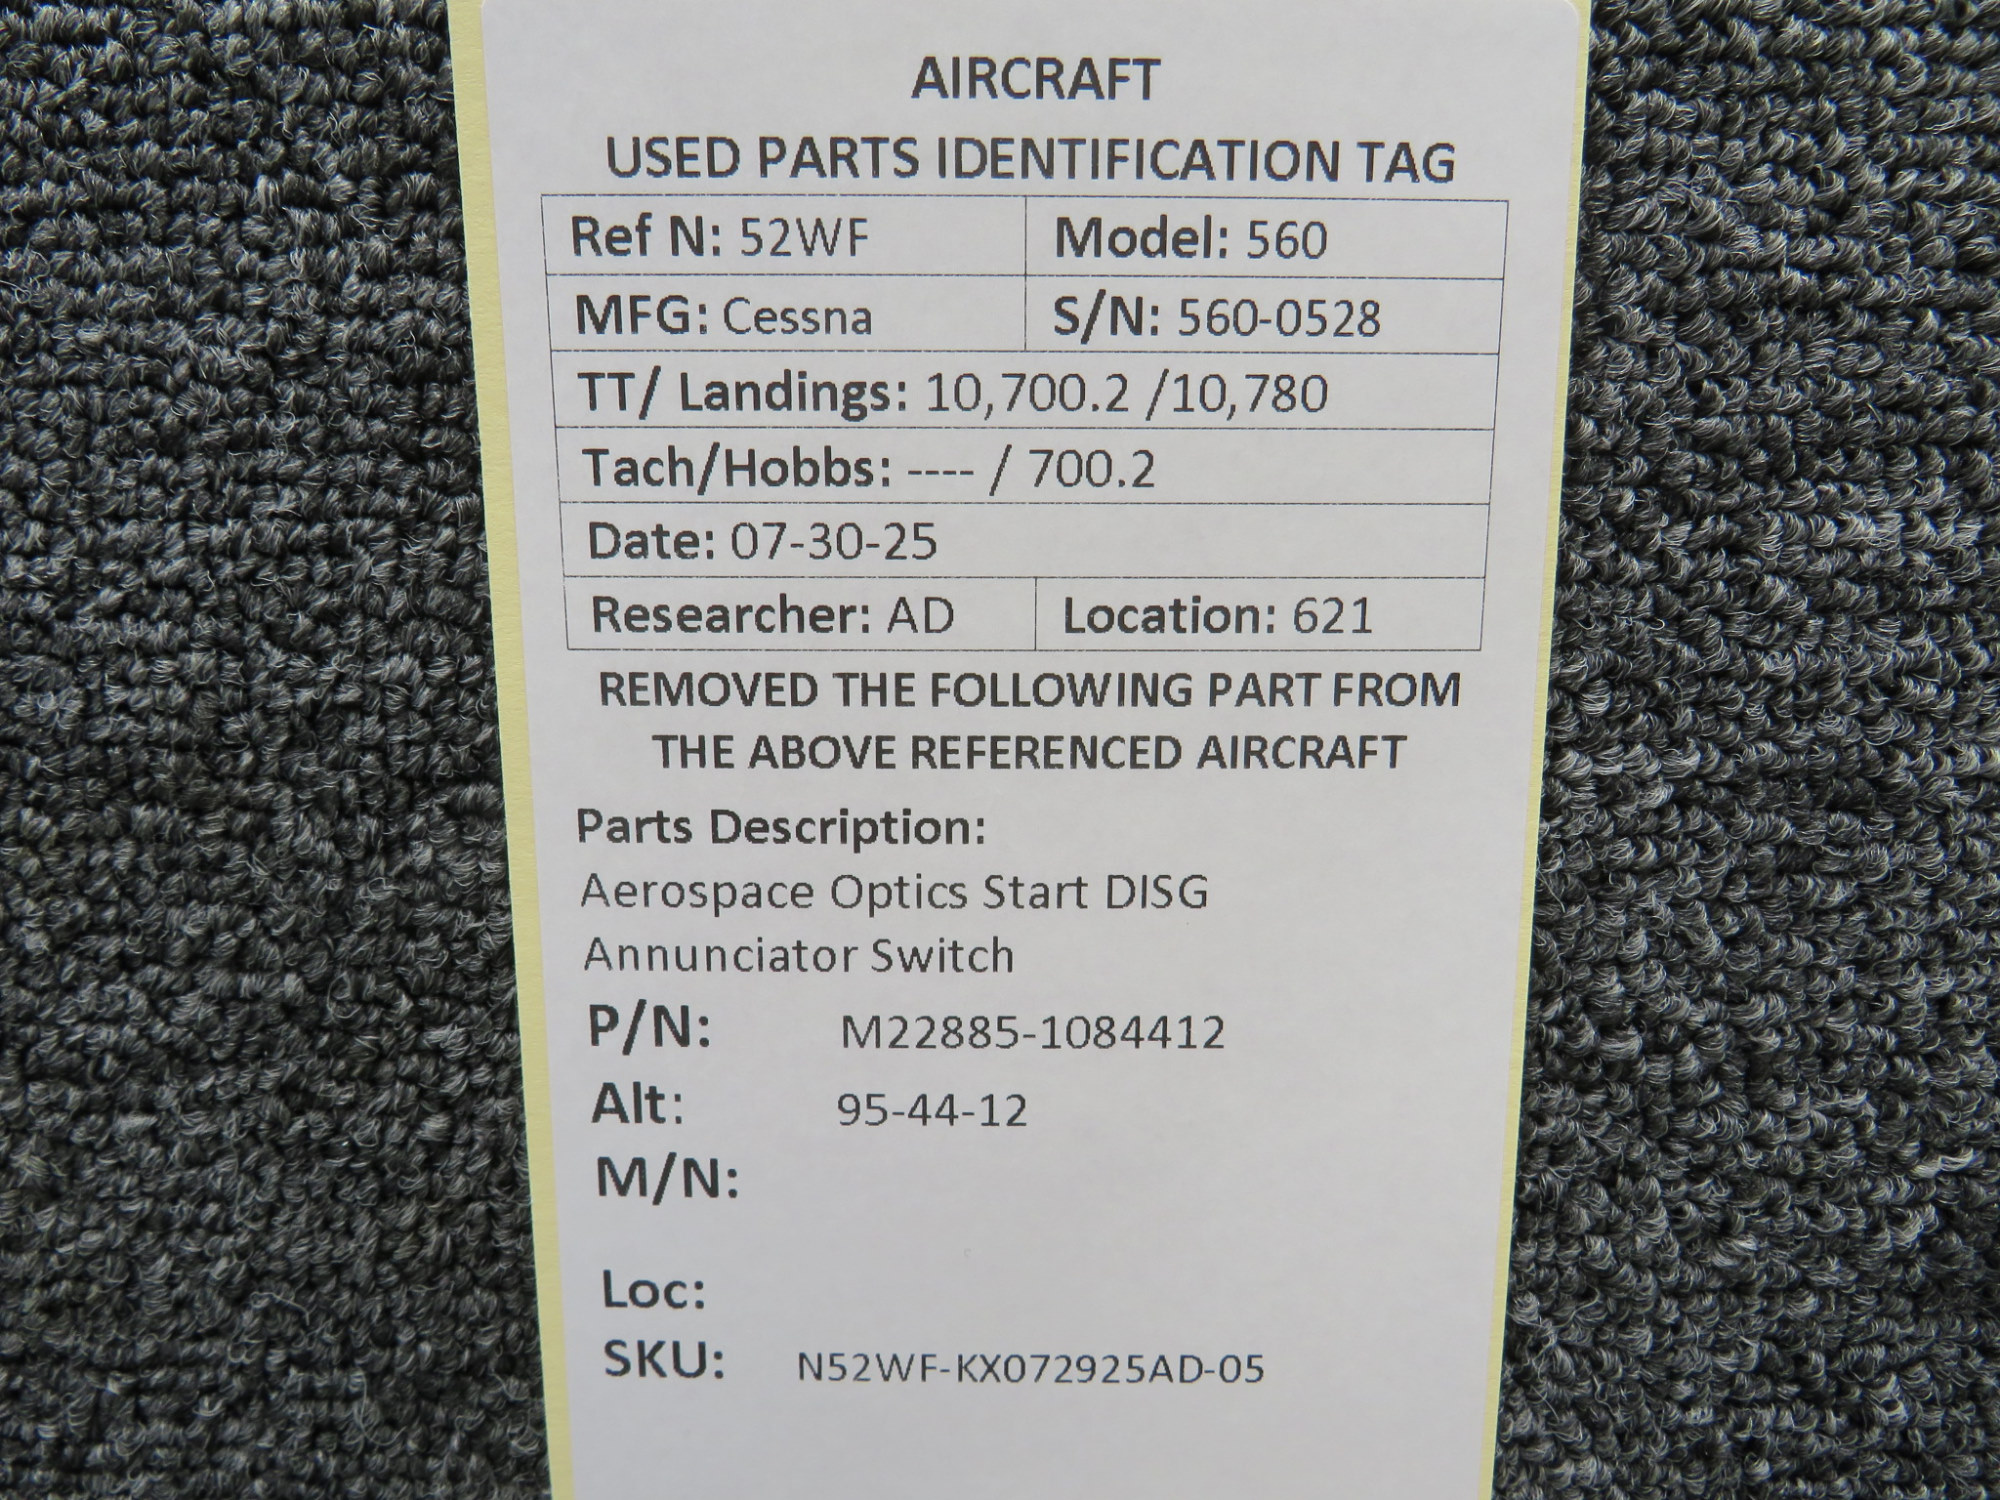 AIRCRAFT
USED PARTS IDENTIFICATION TAG
Ref N: 52WF Model: 560
MFG: Cessna S/N: 560-0528
TT/ Landings: 10,700.2 /10,780
Tach/Hobbs: ---- / 700.2
Date: 07-30-25
Researcher: AD Location: 621
REMOVED THE FOLLOWING PART FROM
THE ABOVE REFERENCED AIRCRAFT
Parts Description:
Aerospace Optics Start DISG
Annunciator Switch
P/N: M22885-1084412
Alt: 95-44-12
M/N:
Loc:
SKU: N52WF-KX072925AD-05